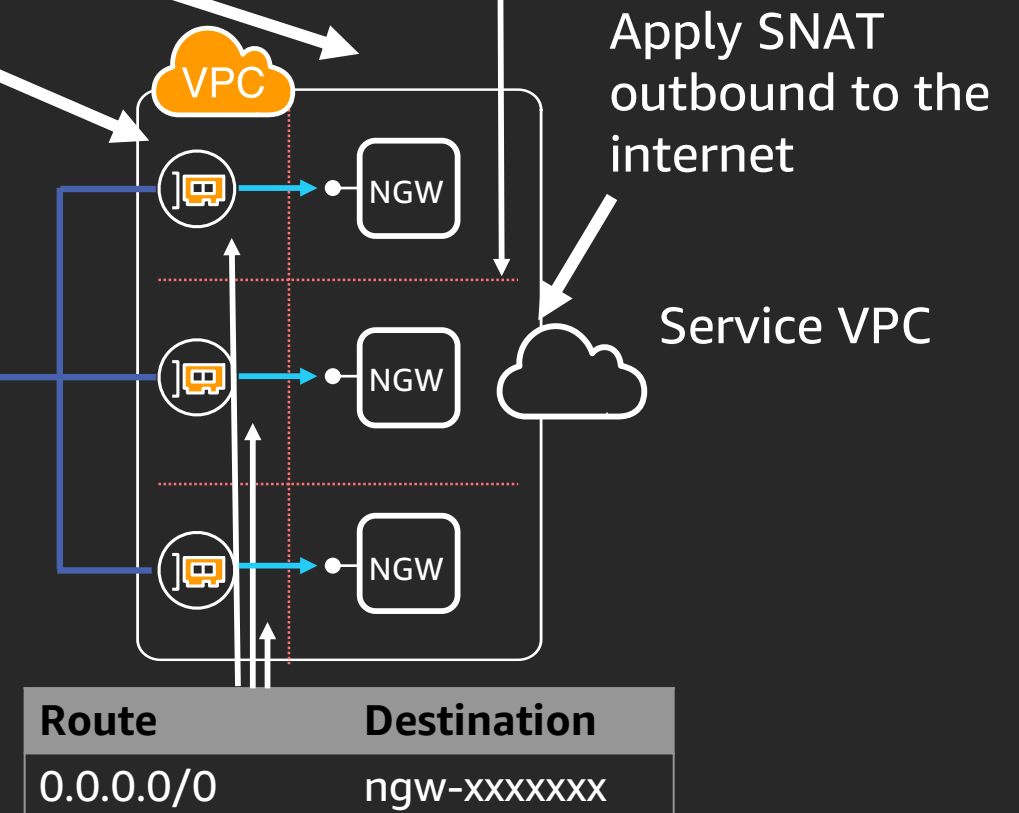 Apply SNAT
outbound to the
internet
VPC
NGW
Service VPC
NGW
NGW
Route Destination
0.0.0.0/0 ngw-xxxxxxx